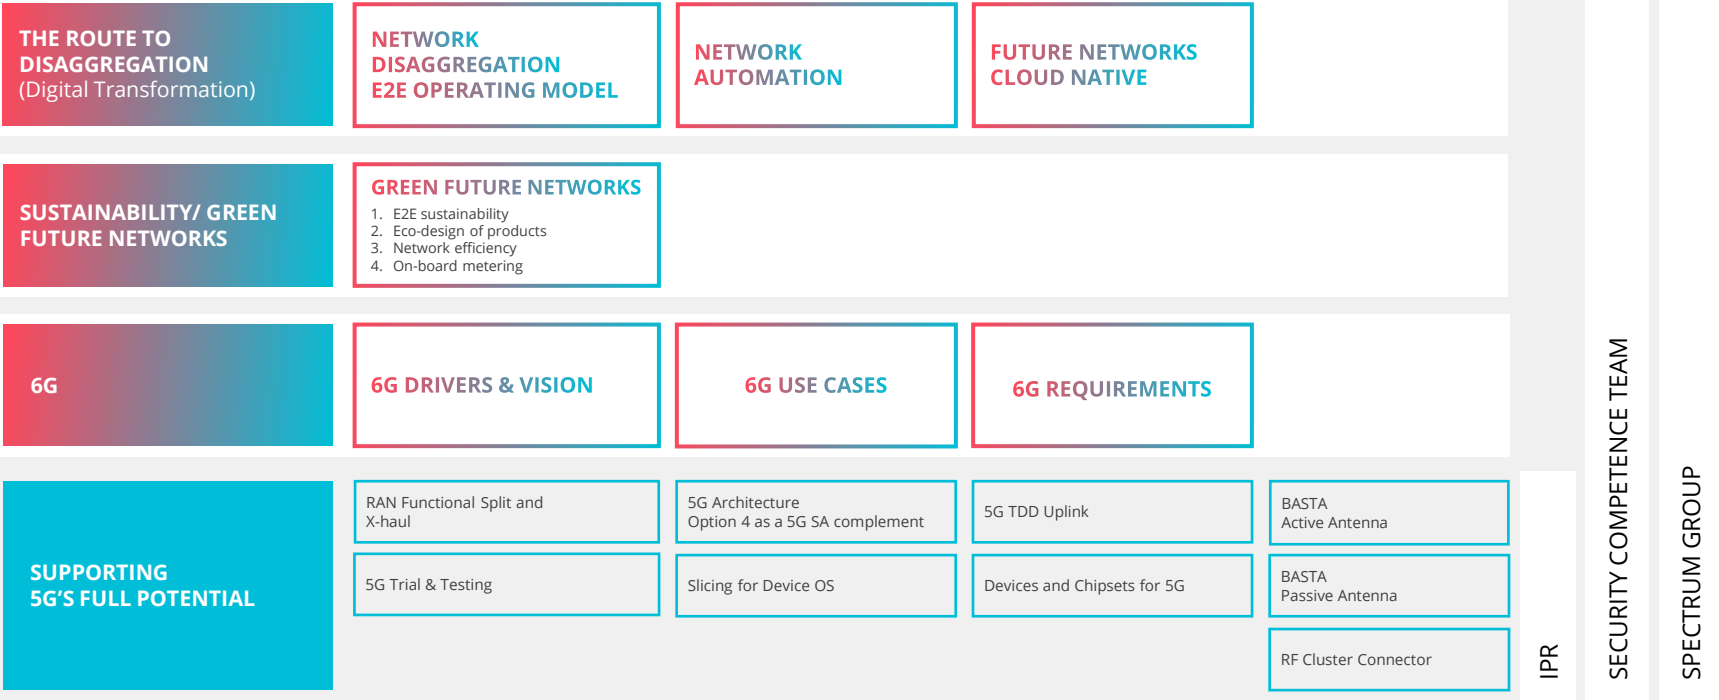 THE ROUTE TO
DISAGGREGATION
(Digital Transformation)
NETWORK
DISAGGREGATION
E2E OPERATING MODEL
NETWORK
AUTOMATION
FUTURE NETWORKS
CLOUD NATIVE
SUSTAINABILITY/ GREEN
FUTURE NETWORKS
GREEN FUTURE NETWORKS
1. E2E sustainability
2. Eco-design of products
3. Network efficiency
4. On-board metering
6G
6G DRIVERS & VISION
6G USE CASES
6G REQUIREMENTS
SUPPORTING
5G’S FULL POTENTIAL
RAN Functional Split and
X-haul
5G Architecture
Option 4 as a 5G SA complement
5G TDD Uplink
BASTA
Active Antenna
5G Trial & Testing
Slicing for Device OS
Devices and Chipsets for 5G
BASTA
Passive Antenna
RF Cluster Connector
IPR
SECURITY COMPETENCE TEAM
SPECTRUM GROUP